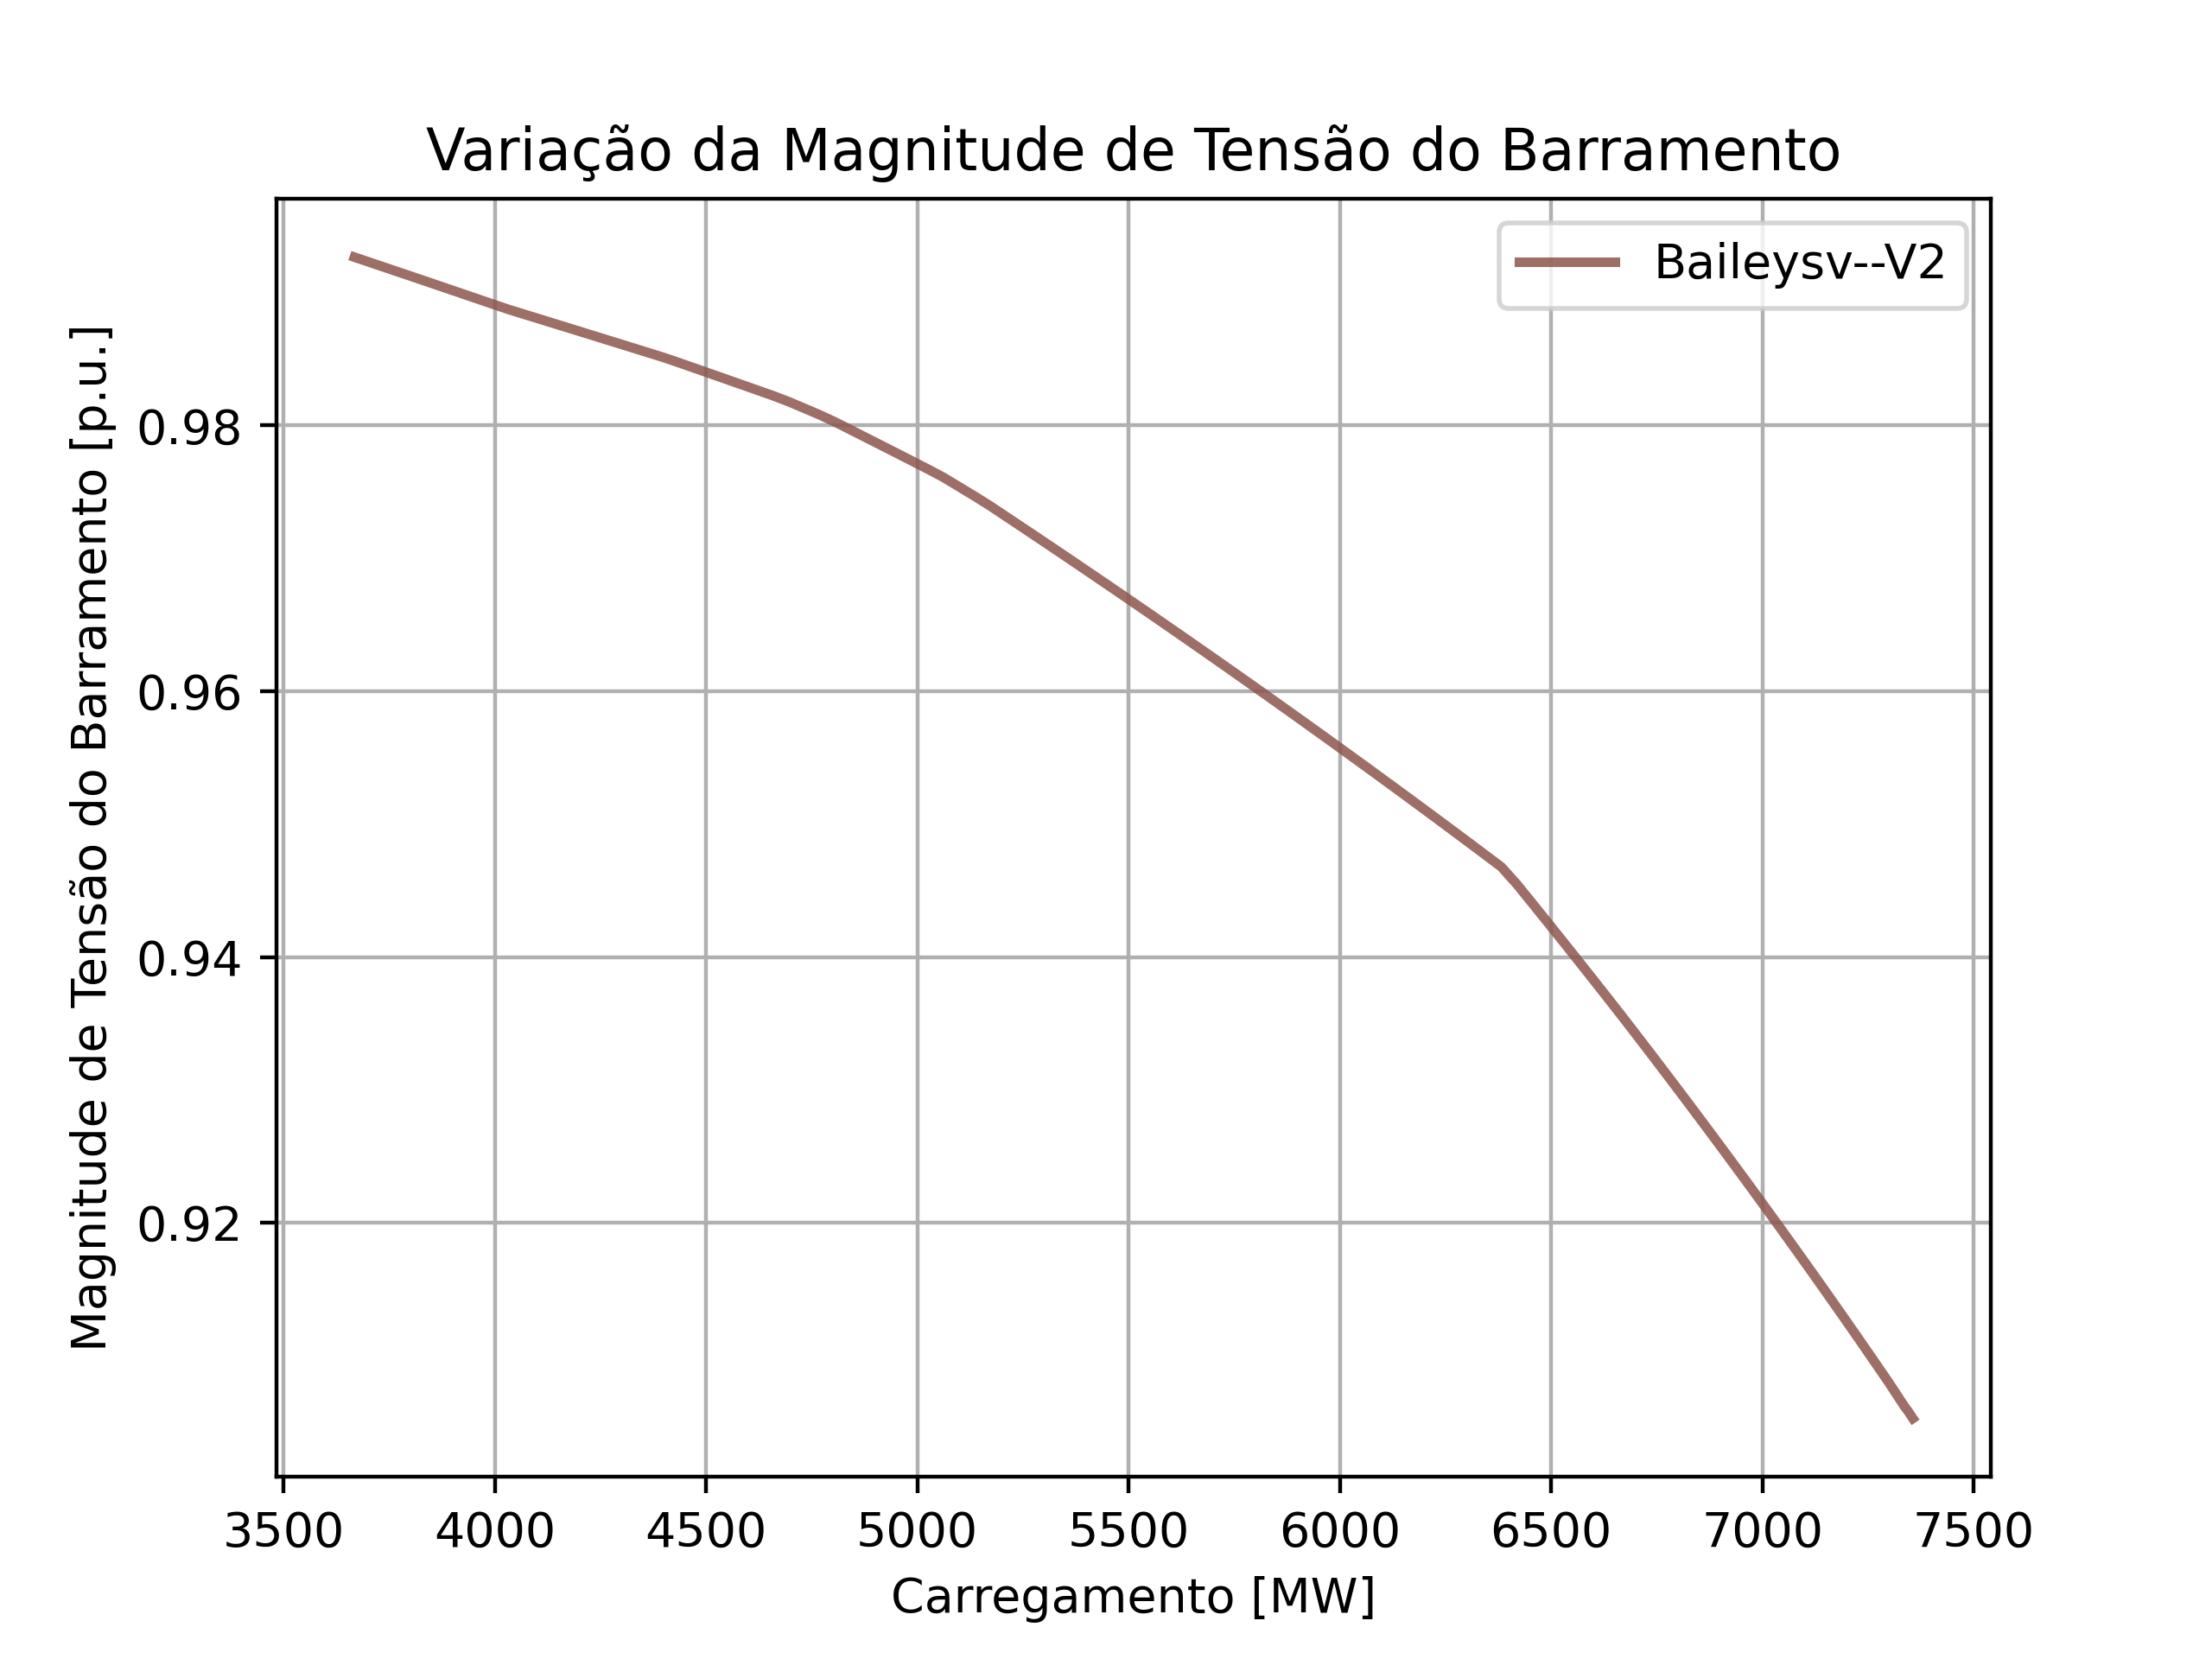 Variação da Magnitude de Tensão do Barramento
Baileysv--V2
Magnitude de Tensão do Barramento [p.u.]
0.98
0.96
0.94
0.92
3500 4000 4500 5000 5500 6000 6500 7000 7500
Carregamento [MW]